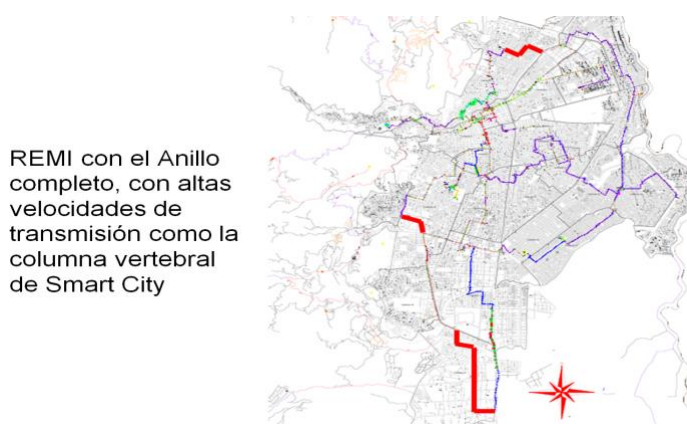 REMI con el Anillo
completo, con altas
velocidades de
transmisión como la
columna vertebral
de Smart City